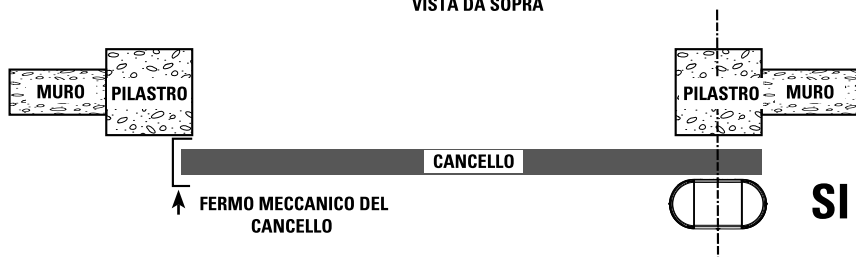 VISTA DA SOPRA
MURO PILASTRO PILASTRO MURO
CANCELLO
FERMO MECCANICO DEL
CANCELLO
SI